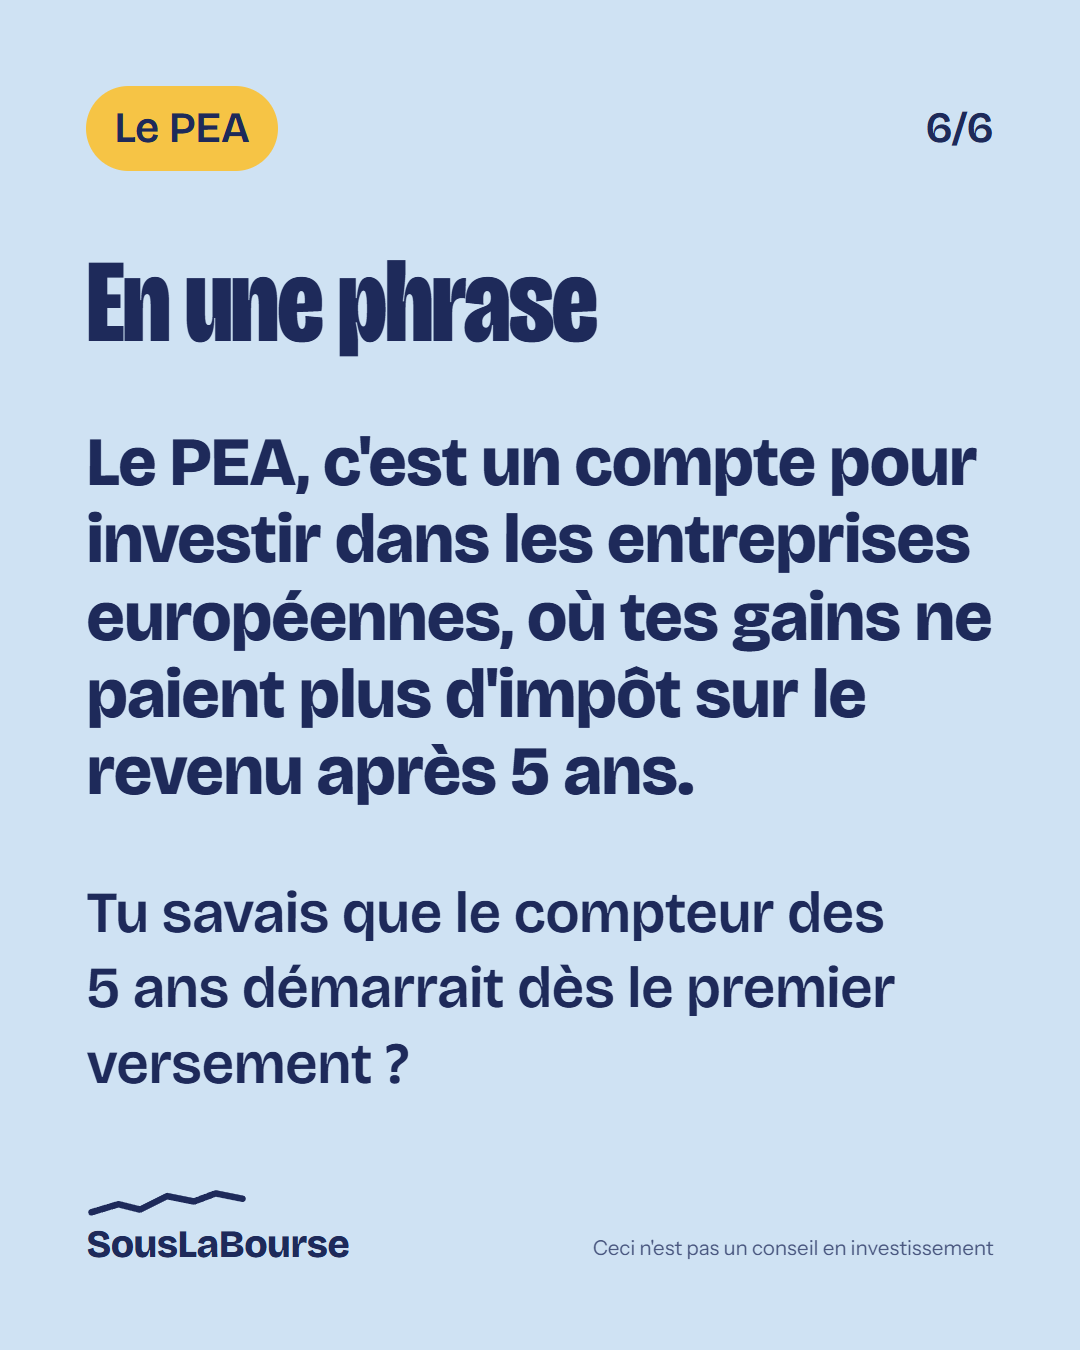 Le PEA
6/6
En une phrase
Le PEA, c'est un compte pour
investir dans les entreprises
européennes, où tes gains ne
paient plus d'impôt sur le
revenu après 5 ans.
Tu savais que le compteur des
5 ans démarrait dès le premier
versement ?
SousLaBourse
Ceci n'est pas un conseil en investissement